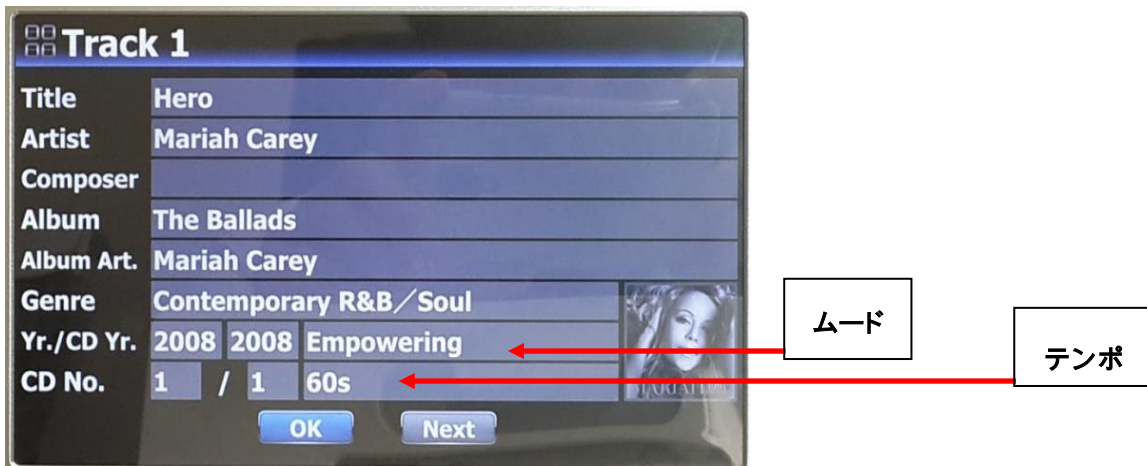 Track 1
Title Hero
Artist Mariah Carey
Composer
Album The Ballads
Album Art. Mariah Carey
Genre Contemporary R&B／Soul
Yr./CD Yr. 2008 2008 Empowering
CD No. 1 / 1 60s
OK Next
ムード
テンポ